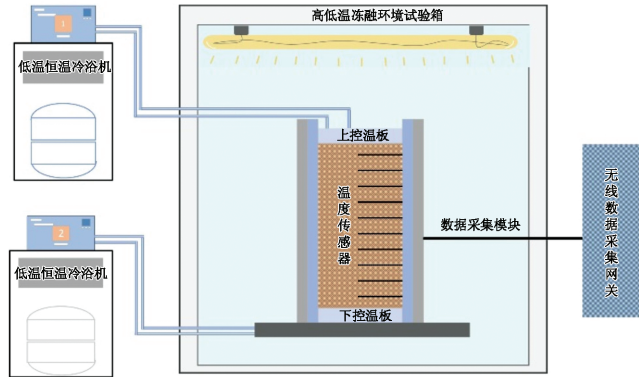 高低温冻融环境试验箱
1
低温恒温冷浴机
上控温板
温度传感器
数据采集模块
无线数据采集网关
2
低温恒温冷浴机
下控温板